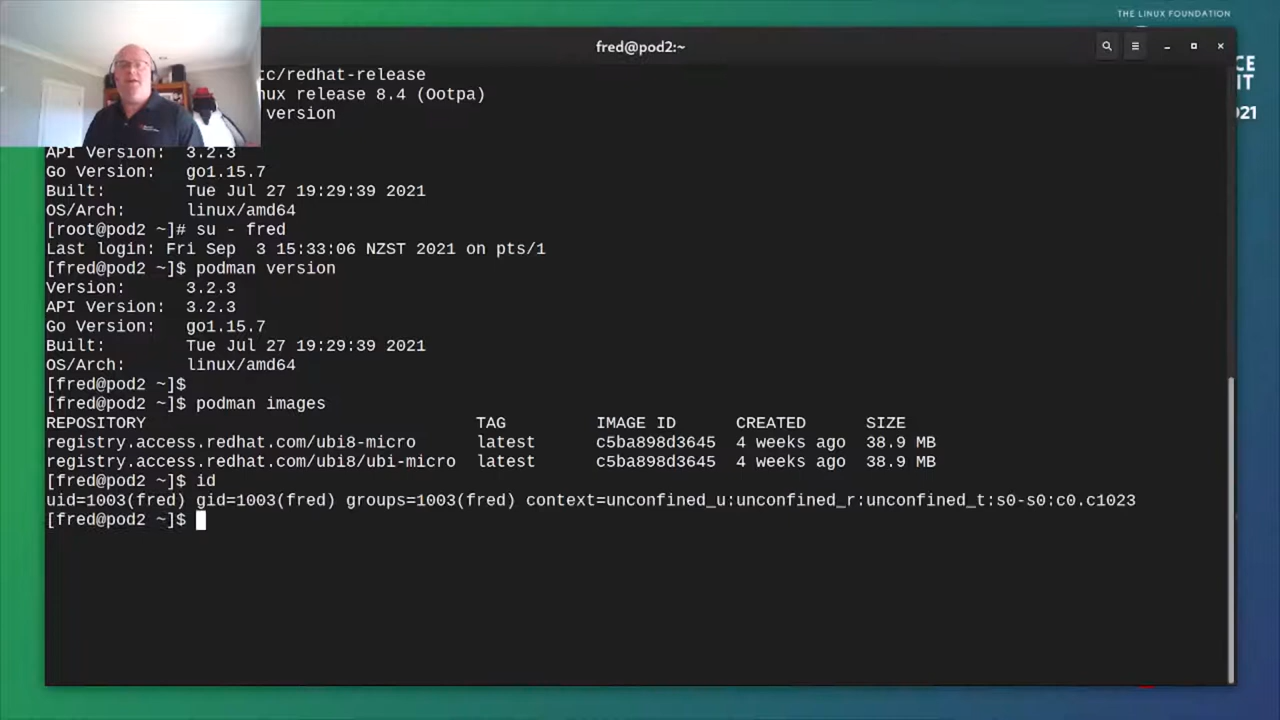 THE LINUX FOUNDATION
fred@pod2:~
tc/redhat-release
nux release 8.4 (Ootpa)
version
API Version: 3.2.3
Go Version: go1.15.7
Built: Tue Jul 27 19:29:39 2021
OS/Arch: linux/amd64
[root@pod2 ~]# su - fred
Last login: Fri Sep  3 15:33:06 NZST 2021 on pts/1
[fred@pod2 ~]$ podman version
Version: 3.2.3
API Version: 3.2.3
Go Version: go1.15.7
Built: Tue Jul 27 19:29:39 2021
OS/Arch: linux/amd64
[fred@pod2 ~]$
[fred@pod2 ~]$ podman images
REPOSITORY TAG IMAGE ID CREATED SIZE
registry.access.redhat.com/ubi8-micro latest c5ba898d3645 4 weeks ago 38.9 MB
registry.access.redhat.com/ubi8/ubi-micro latest c5ba898d3645 4 weeks ago 38.9 MB
[fred@pod2 ~]$ id
uid=1003(fred) gid=1003(fred) groups=1003(fred) context=unconfined_u:unconfined_r:unconfined_t:s0-s0:c0.c1023
[fred@pod2 ~]$
CE
IT
021